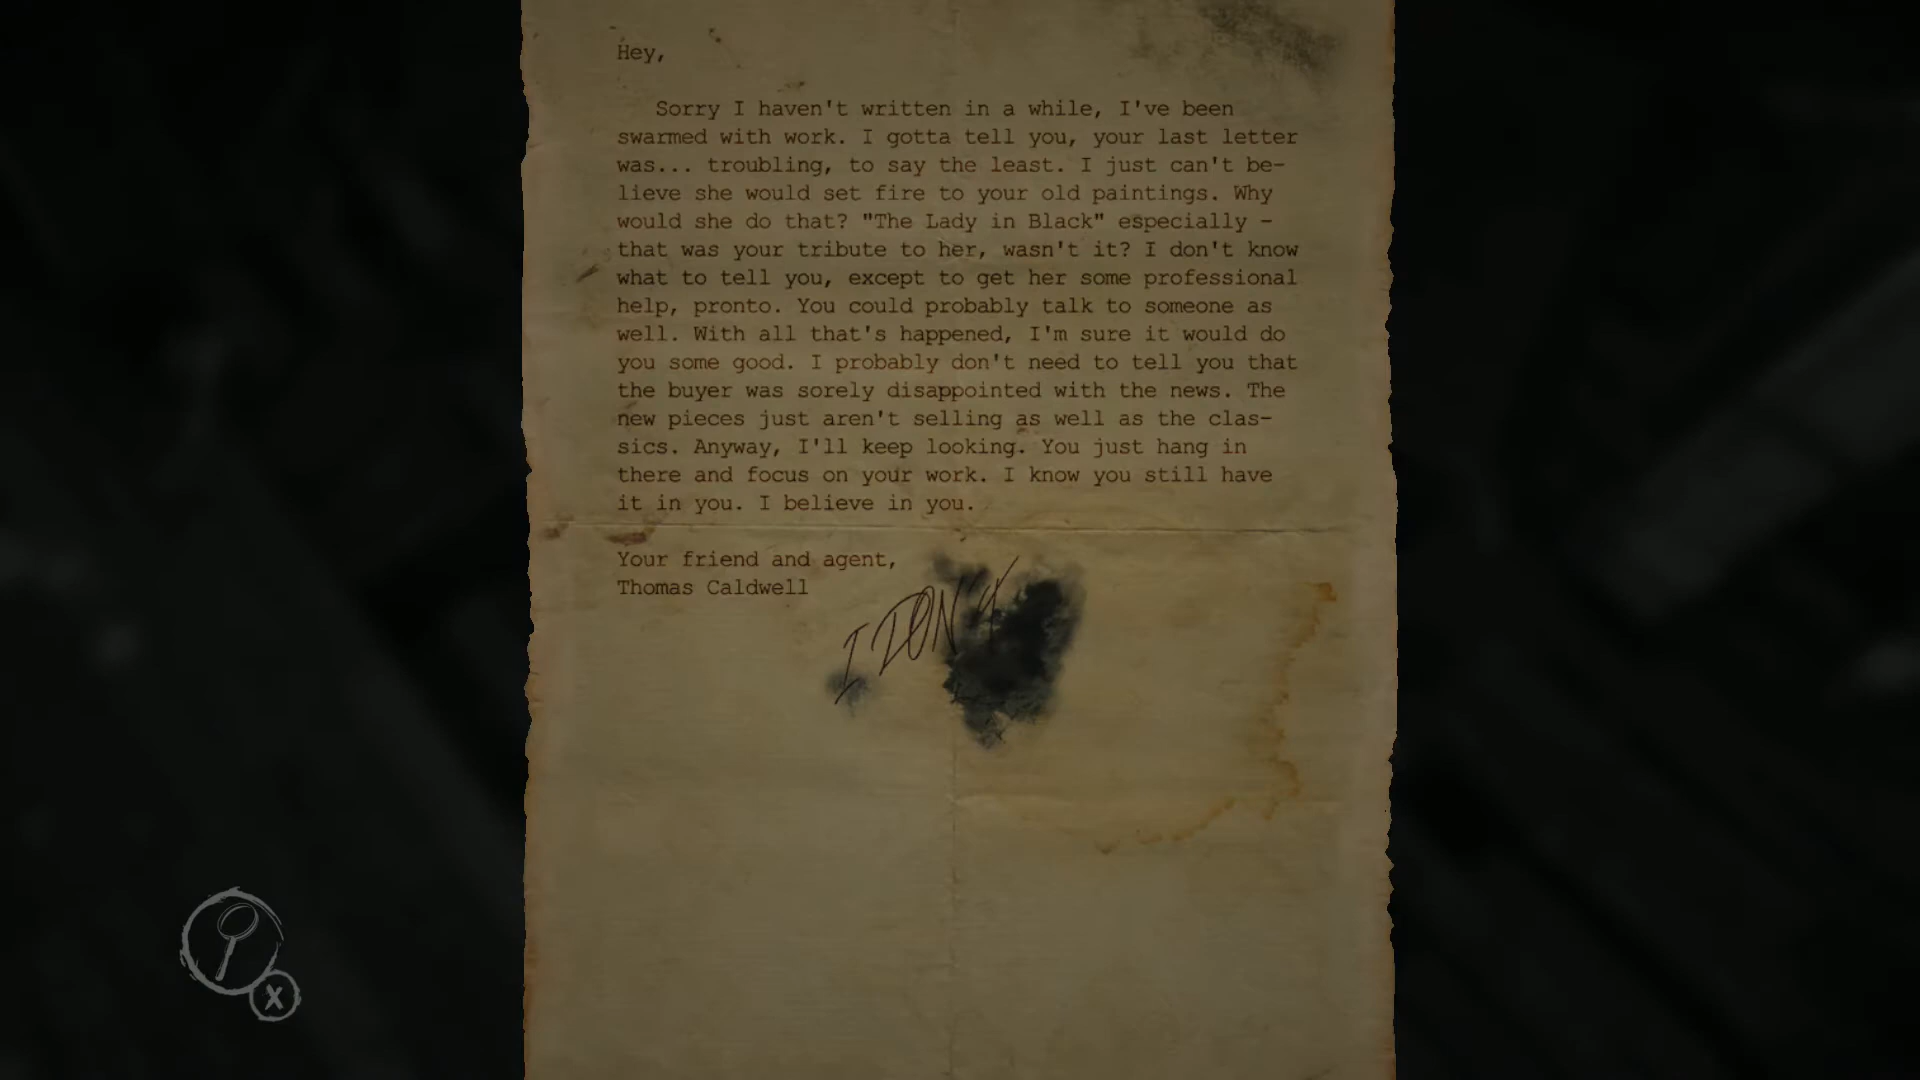 Hey,
Sorry I haven't written in a while, I've been
swarmed with work. I gotta tell you, your last letter
was... troubling, to say the least. I just can't be-
lieve she would set fire to your old paintings. Why
would she do that? "The Lady in Black" especially -
that was your tribute to her, wasn't it? I don't know
what to tell you, except to get her some professional
help, pronto. You could probably talk to someone as
well. With all that's happened, I'm sure it would do
you some good. I probably don't need to tell you that
the buyer was sorely disappointed with the news. The
new pieces just aren't selling as well as the clas-
sics. Anyway, I'll keep looking. You just hang in
there and focus on your work. I know you still have
it in you. I believe in you.
Your friend and agent,
Thomas Caldwell
I DON'T
X